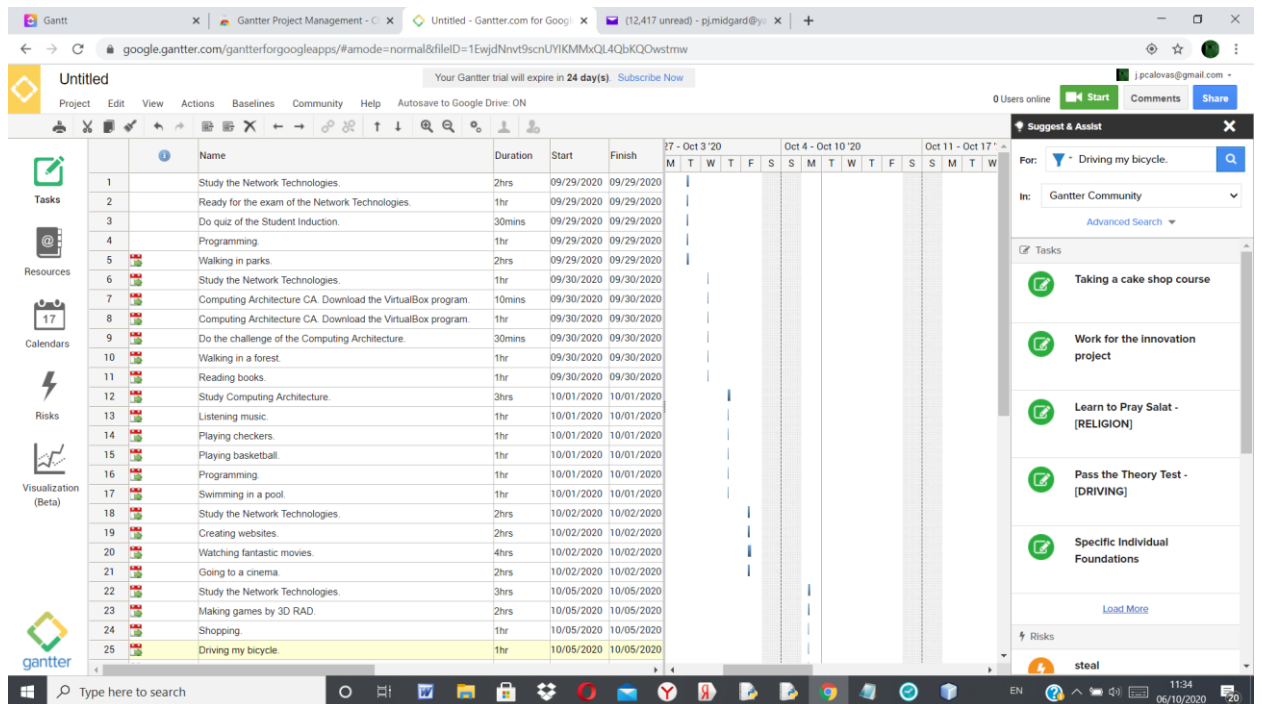 Gantt
Gantter Project Management - C
Untitled - Gantter.com for Googl
(12,417 unread) - pj.midgard@ya
google.gantter.com/gantterforgoogleapps/#amode=normal&fileID=1EwjdNnvt9scnUYIKMMxQL4QbKQOwstmw
Untitled
Your Gantter trial will expire in 24 day(s). Subscribe Now
j.pcalovas@gmail.com
Project Edit View Actions Baselines Community Help Autosave to Google Drive: ON
0 Users online Start Comments Share
Suggest & Assist
For: Driving my bicycle.
In: Gantter Community
Advanced Search
Tasks
Taking a cake shop course
Work for the innovation
project
Learn to Pray Salat -
[RELIGION]
Pass the Theory Test -
[DRIVING]
Specific Individual
Foundations
Load More
Risks
steal
Tasks
Resources
17
Calendars
Risks
Visualization
(Beta)
gantter
Name Duration Start Finish
27 - Oct 3 '20 Oct 4 - Oct 10 '20 Oct 11 - Oct 17 '
M T W T F S S M T W T F S S M T W
1 Study the Network Technologies. 2hrs 09/29/2020 09/29/2020
2 Ready for the exam of the Network Technologies. 1hr 09/29/2020 09/29/2020
3 Do quiz of the Student Induction. 30mins 09/29/2020 09/29/2020
4 Programming. 1hr 09/29/2020 09/29/2020
5 Walking in parks. 2hrs 09/29/2020 09/29/2020
6 Study the Network Technologies. 1hr 09/30/2020 09/30/2020
7 Computing Architecture CA. Download the VirtualBox program. 10mins 09/30/2020 09/30/2020
8 Computing Architecture CA. Download the VirtualBox program. 1hr 09/30/2020 09/30/2020
9 Do the challenge of the Computing Architecture. 30mins 09/30/2020 09/30/2020
10 Walking in a forest. 1hr 09/30/2020 09/30/2020
11 Reading books. 1hr 09/30/2020 09/30/2020
12 Study Computing Architecture. 3hrs 10/01/2020 10/01/2020
13 Listening music. 1hr 10/01/2020 10/01/2020
14 Playing checkers. 1hr 10/01/2020 10/01/2020
15 Playing basketball. 1hr 10/01/2020 10/01/2020
16 Programming. 1hr 10/01/2020 10/01/2020
17 Swimming in a pool. 1hr 10/01/2020 10/01/2020
18 Study the Network Technologies. 2hrs 10/02/2020 10/02/2020
19 Creating websites. 2hrs 10/02/2020 10/02/2020
20 Watching fantastic movies. 4hrs 10/02/2020 10/02/2020
21 Going to a cinema. 2hrs 10/02/2020 10/02/2020
22 Study the Network Technologies. 3hrs 10/05/2020 10/05/2020
23 Making games by 3D RAD. 2hrs 10/05/2020 10/05/2020
24 Shopping. 1hr 10/05/2020 10/05/2020
25 Driving my bicycle. 1hr 10/05/2020 10/05/2020
Type here to search
EN
11:34
06/10/2020
20